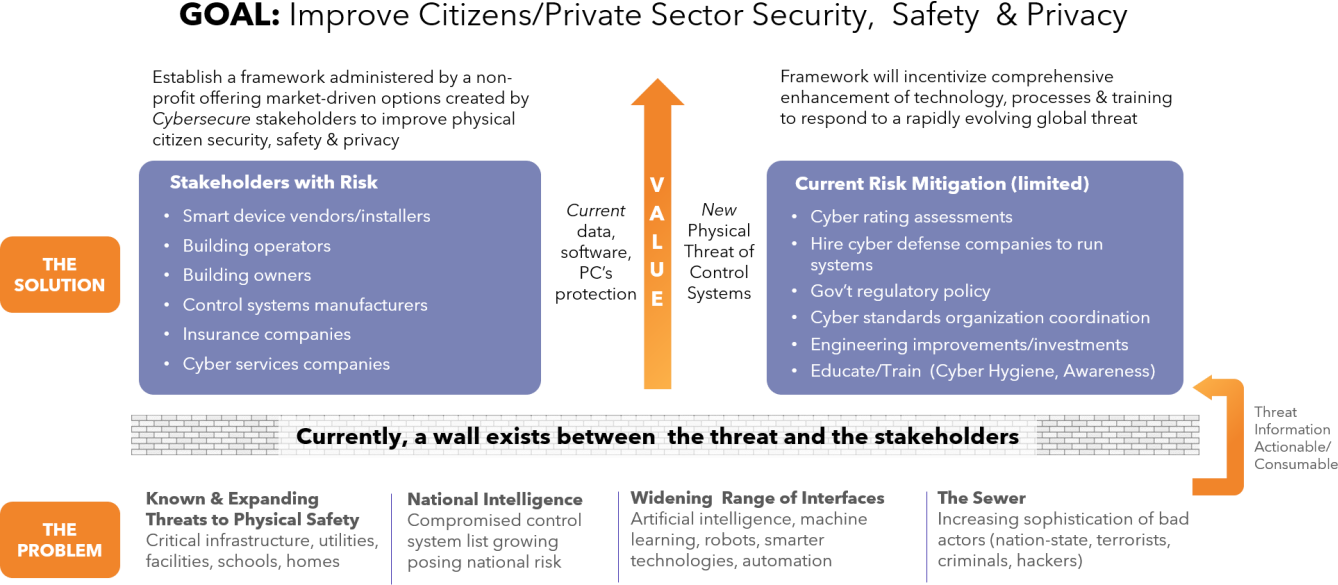 GOAL: Improve Citizens/Private Sector Security, Safety & Privacy
Establish a framework administered by a non-
profit offering market-driven options created by
Cybersecure stakeholders to improve physical
citizen security, safety & privacy
Framework will incentivize comprehensive
enhancement of technology, processes & training
to respond to a rapidly evolving global threat
THE
SOLUTION
Stakeholders with Risk
• Smart device vendors/installers
• Building operators
• Building owners
• Control systems manufacturers
• Insurance companies
• Cyber services companies
Current
data,
software,
PC's
protection
V
A
L
U
E
New
Physical
Threat of
Control
Systems
Current Risk Mitigation (limited)
• Cyber rating assessments
• Hire cyber defense companies to run
systems
• Gov't regulatory policy
• Cyber standards organization coordination
• Engineering improvements/investments
• Educate/Train (Cyber Hygiene, Awareness)
Currently, a wall exists between the threat and the stakeholders
Threat
Information
Actionable/
Consumable
THE
PROBLEM
Known & Expanding
Threats to Physical Safety
Critical infrastructure, utilities,
facilities, schools, homes
National Intelligence
Compromised control
system list growing
posing national risk
Widening Range of Interfaces
Artificial intelligence, machine
learning, robots, smarter
technologies, automation
The Sewer
Increasing sophistication of bad
actors (nation-state, terrorists,
criminals, hackers)